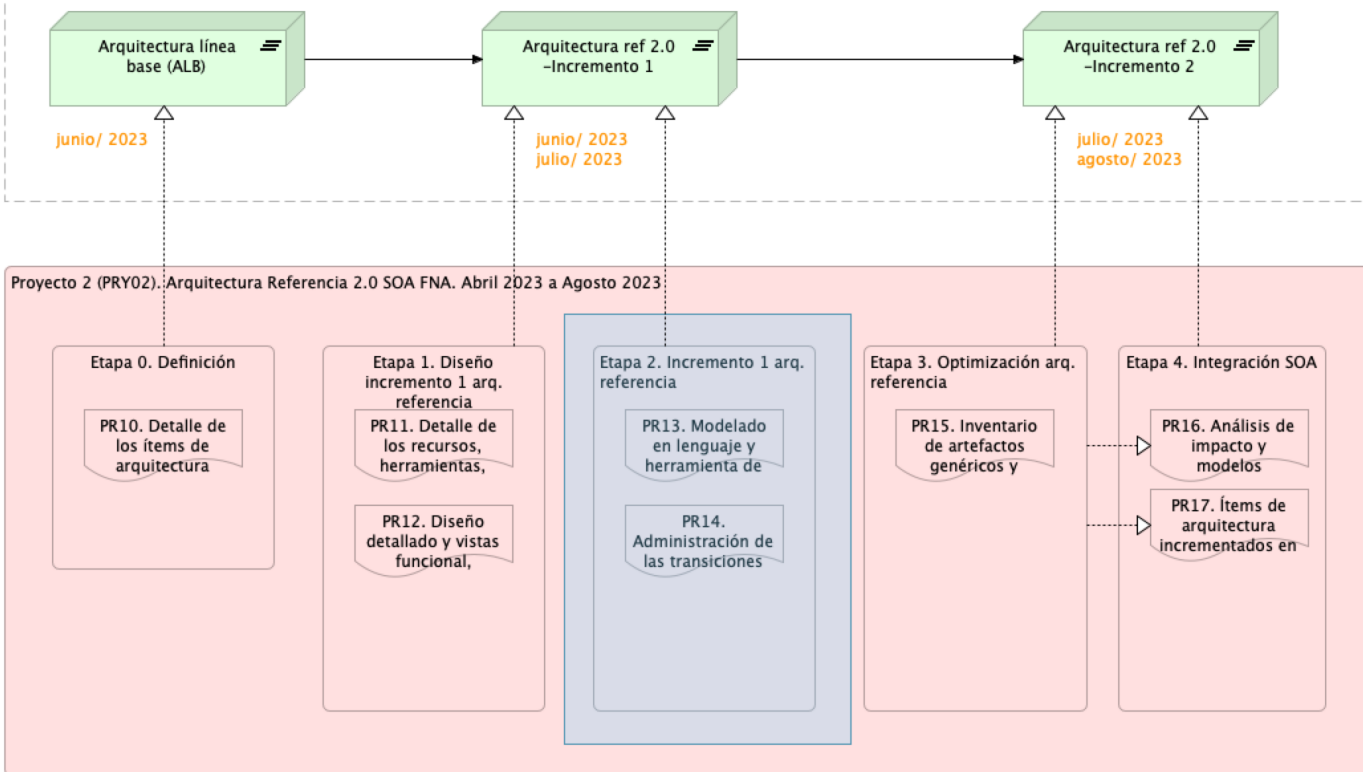 Arquitectura línea
base (ALB)
Arquitectura ref 2.0
-Incremento 1
Arquitectura ref 2.0
-Incremento 2
junio/ 2023
junio/ 2023
julio/ 2023
julio/ 2023
agosto/ 2023
Proyecto 2 (PRY02). Arquitectura Referencia 2.0 SOA FNA. Abril 2023 a Agosto 2023
Etapa 0. Definición
PR10. Detalle de
los ítems de
arquitectura
Etapa 1. Diseño
incremento 1 arq.
referencia
PR11. Detalle de
los recursos,
herramientas,
PR12. Diseño
detallado y vistas
funcional,
Etapa 2. Incremento 1 arq.
referencia
PR13. Modelado
en lenguaje y
herramienta de
PR14.
Administración de
las transiciones
Etapa 3. Optimización arq.
referencia
PR15. Inventario
de artefactos
genéricos y
Etapa 4. Integración SOA
PR16. Análisis de
impacto y
modelos
PR17. Ítems de
arquitectura
incrementados en